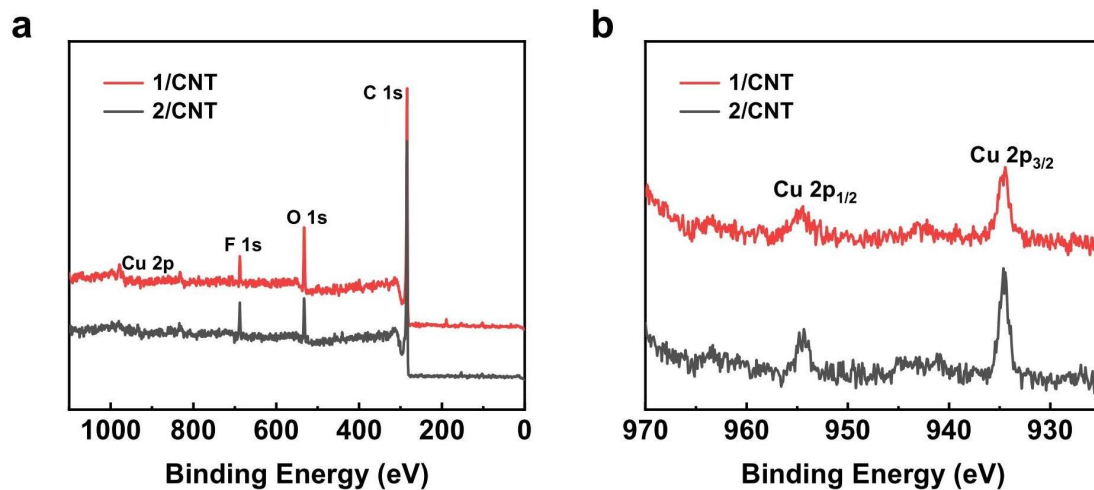 a
1/CNT
2/CNT
C 1s
O 1s
F 1s
Cu 2p
1000 800 600 400 200 0
Binding Energy (eV)
b
1/CNT
2/CNT
Cu 2p3/2
Cu 2p1/2
970 960 950 940 930
Binding Energy (eV)